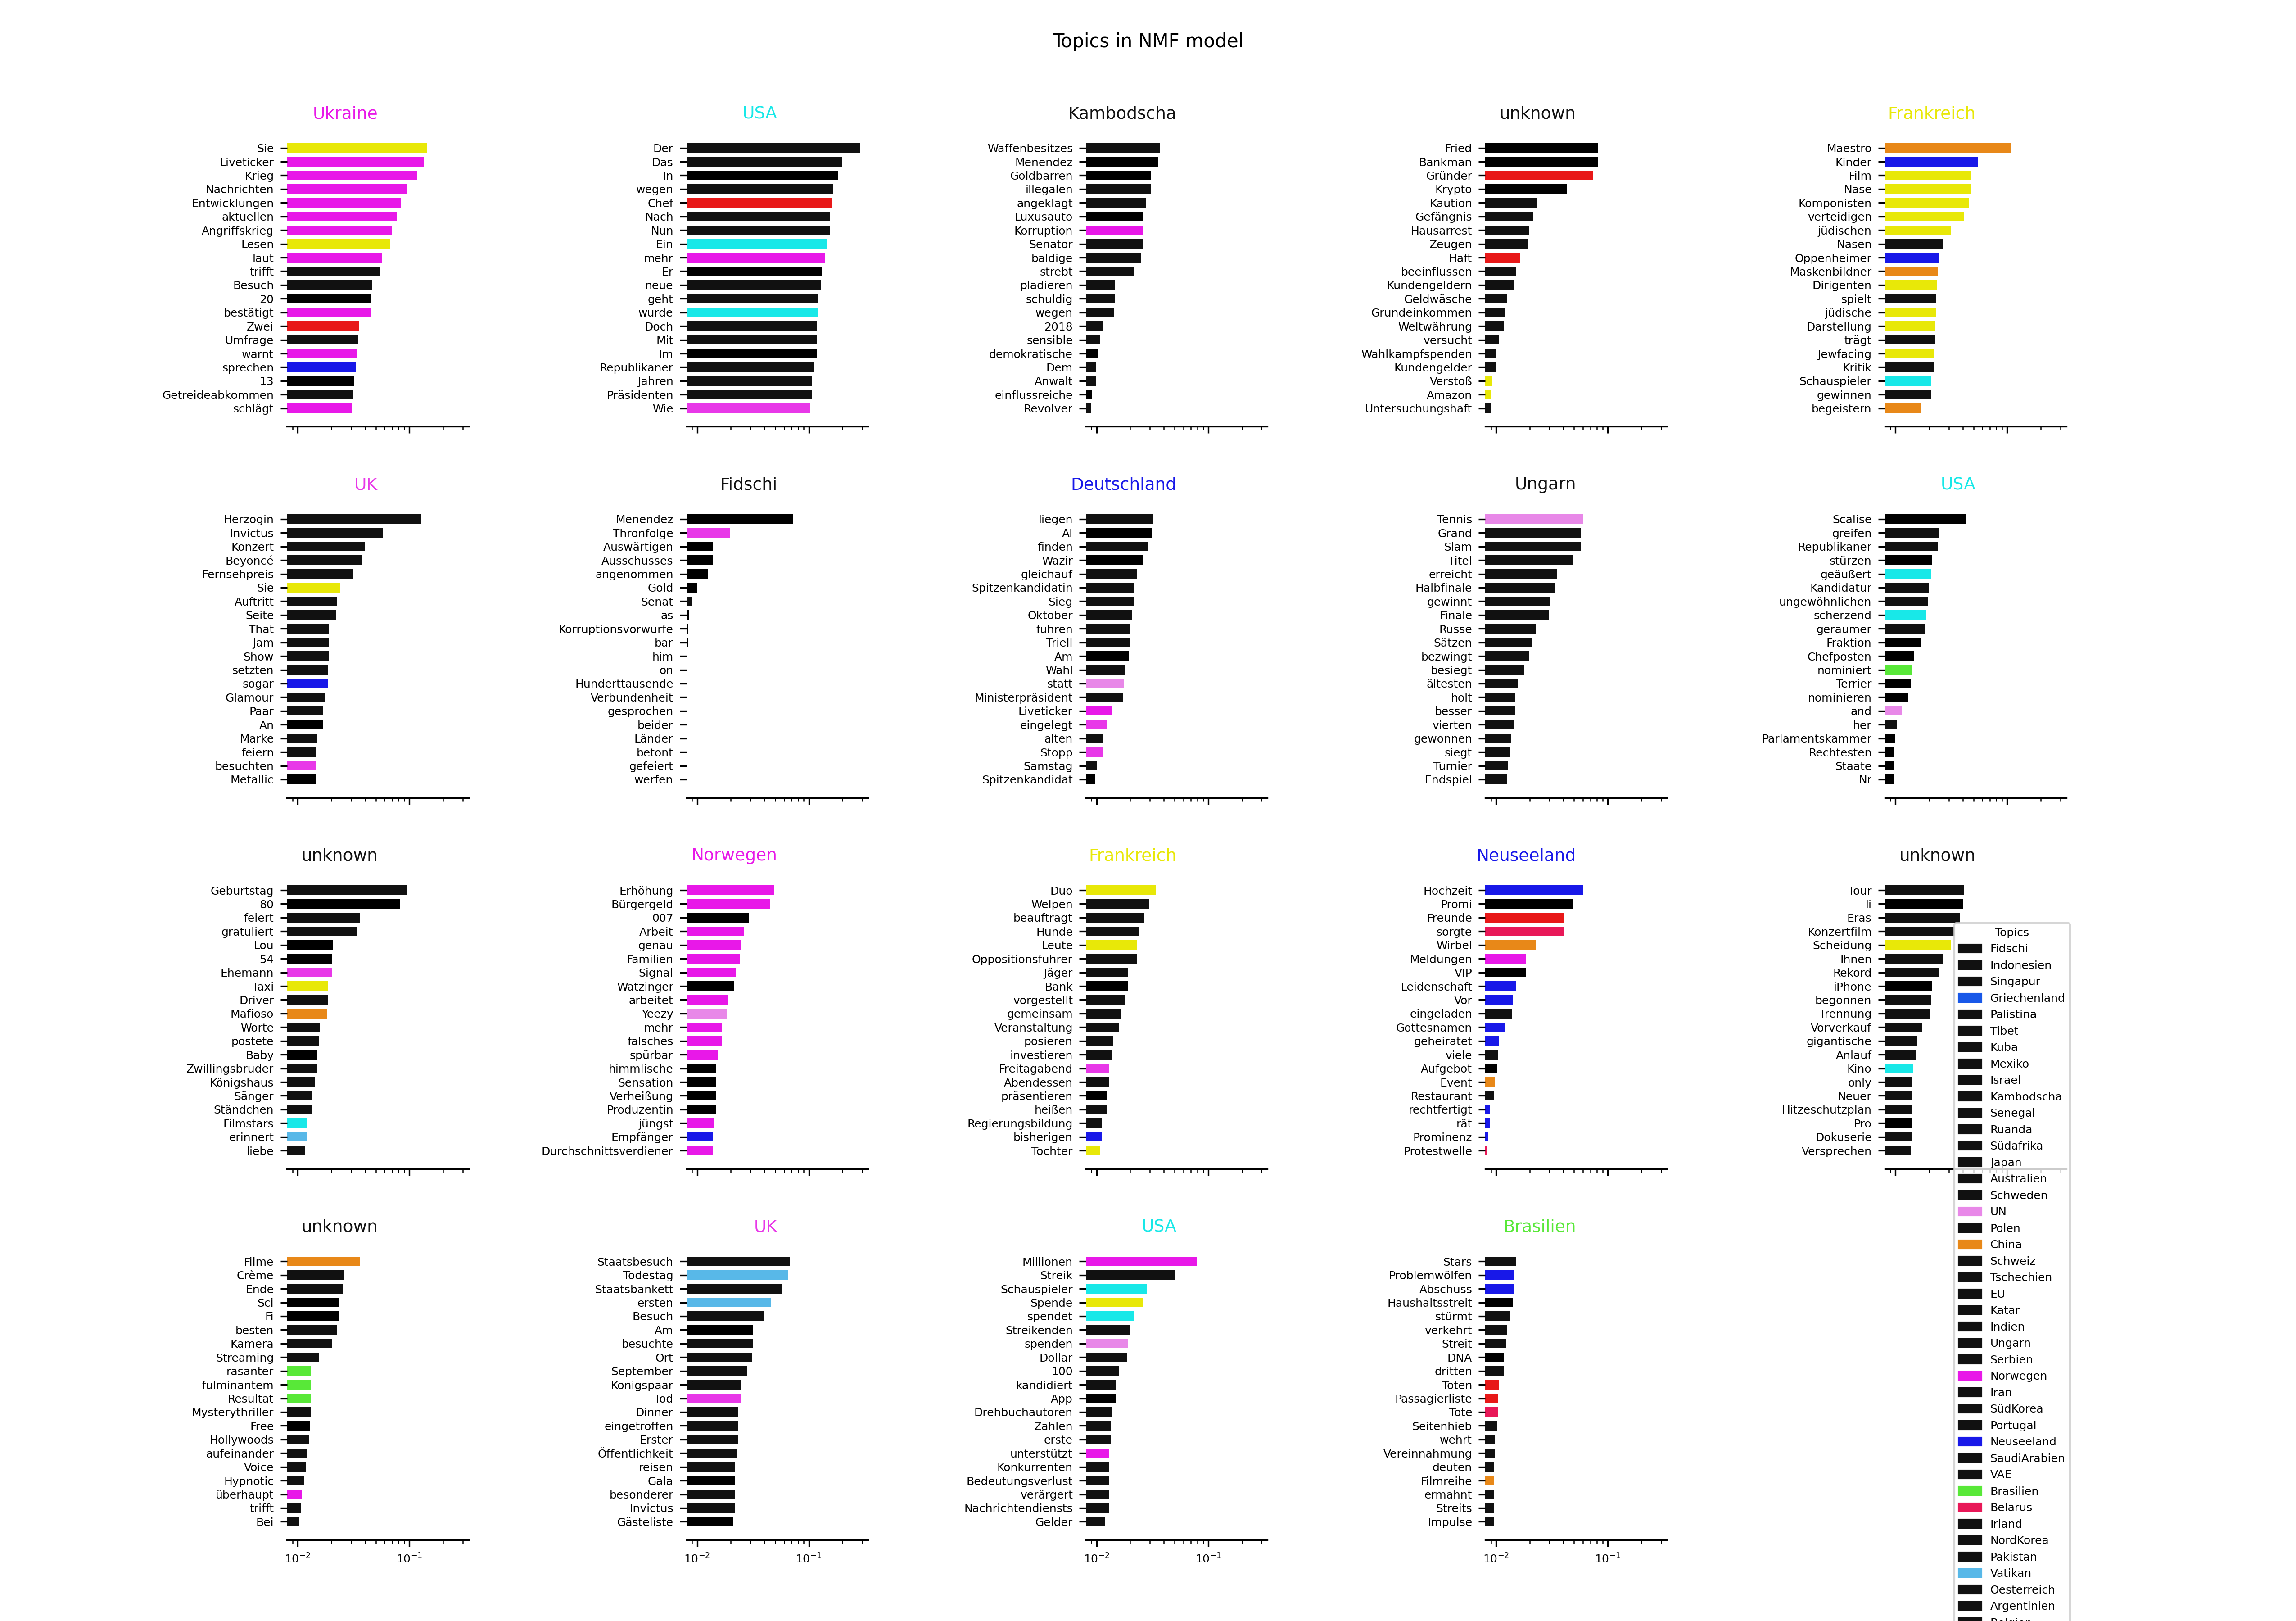 Topics in NMF model
Ukraine
Sie
Liveticker
Krieg
Nachrichten
Entwicklungen
aktuellen
Angriffskrieg
Lesen
laut
trifft
Besuch
20
bestätigt
Zwei
Umfrage
warnt
sprechen
13
Getreideabkommen
schlägt
USA
Der
Das
In
wegen
Chef
Nach
Nun
Ein
mehr
Er
neue
geht
wurde
Doch
Mit
Im
Republikaner
Jahren
Präsidenten
Wie
Kambodscha
Waffenbesitzes
Menendez
Goldbarren
illegalen
angeklagt
Luxusauto
Korruption
Senator
baldige
strebt
plädieren
schuldig
wegen
2018
sensible
demokratische
Dem
Anwalt
einflussreiche
Revolver
unknown
Fried
Bankman
Gründer
Krypto
Kaution
Gefängnis
Hausarrest
Zeugen
Haft
beeinflussen
Kundengeldern
Geldwäsche
Grundeinkommen
Weltwährung
versucht
Wahlkampfspenden
Kundengelder
Verstoß
Amazon
Untersuchungshaft
Frankreich
Maestro
Kinder
Film
Nase
Komponisten
verteidigen
jüdischen
Nasen
Oppenheimer
Maskenbildner
Dirigenten
spielt
jüdische
Darstellung
trägt
Jewfacing
Kritik
Schauspieler
gewinnen
begeistern
UK
Herzogin
Invictus
Konzert
Beyoncé
Fernsehpreis
Sie
Auftritt
Seite
That
Jam
Show
setzten
sogar
Glamour
Paar
An
Marke
feiern
besuchten
Metallic
Fidschi
Menendez
Thronfolge
Auswärtigen
Ausschusses
angenommen
Gold
Senat
as
Korruptionsvorwürfe
bar
him
on
Hunderttausende
Verbundenheit
gesprochen
beider
Länder
betont
gefeiert
werfen
Deutschland
liegen
Al
finden
Wazir
gleichauf
Spitzenkandidatin
Sieg
Oktober
führen
Triell
Am
Wahl
statt
Ministerpräsident
Liveticker
eingelegt
alten
Stopp
Samstag
Spitzenkandidat
Ungarn
Tennis
Grand
Slam
Titel
erreicht
Halbfinale
gewinnt
Finale
Russe
Sätzen
bezwingt
besiegt
ältesten
holt
besser
vierten
gewonnen
siegt
Turnier
Endspiel
USA
Scalise
greifen
Republikaner
stürzen
geäußert
Kandidatur
ungewöhnlichen
scherzend
geraumer
Fraktion
Chefposten
nominiert
Terrier
nominieren
and
her
Parlamentskammer
Rechtesten
Staate
Nr
unknown
Geburtstag
80
feiert
gratuliert
Lou
54
Ehemann
Taxi
Driver
Mafioso
Worte
postete
Baby
Zwillingsbruder
Königshaus
Sänger
Ständchen
Filmstars
erinnert
liebe
Norwegen
Erhöhung
Bürgergeld
007
Arbeit
genau
Familien
Signal
Watzinger
arbeitet
Yeezy
mehr
falsches
spürbar
himmlische
Sensation
Verheißung
Produzentin
jüngst
Empfänger
Durchschnittsverdiener
Frankreich
Duo
Welpen
beauftragt
Hunde
Leute
Oppositionsführer
Jäger
Bank
vorgestellt
gemeinsam
Veranstaltung
posieren
investieren
Freitagabend
Abendessen
präsentieren
heißen
Regierungsbildung
bisherigen
Tochter
Neuseeland
Hochzeit
Promi
Freunde
sorgte
Wirbel
Meldungen
VIP
Leidenschaft
Vor
eingeladen
Gottesnamen
geheiratet
viele
Aufgebot
Event
Restaurant
rechtfertigt
rät
Prominenz
Protestwelle
unknown
Tour
li
Eras
Konzertfilm
Scheidung
Ihnen
Rekord
iPhone
begonnen
Trennung
Vorverkauf
gigantische
Anlauf
Kino
only
Neuer
Hitzeschutzplan
Pro
Dokuserie
Versprechen
unknown
Filme
Crème
Ende
Sci
Fi
besten
Kamera
Streaming
rasanter
fulminantem
Resultat
Mysterythriller
Free
Hollywoods
aufeinander
Voice
Hypnotic
überhaupt
trifft
Bei
10⁻² 10⁻¹
UK
Staatsbesuch
Todestag
Staatsbankett
ersten
Besuch
Am
besuchte
Ort
September
Königspaar
Tod
Dinner
eingetroffen
Erster
Öffentlichkeit
reisen
Gala
besonderer
Invictus
Gästeliste
10⁻² 10⁻¹
USA
Millionen
Streik
Schauspieler
Spende
spendet
Streikenden
spenden
Dollar
100
kandidiert
App
Drehbuchautoren
Zahlen
erste
unterstützt
Konkurrenten
Bedeutungsverlust
verärgert
Nachrichtendiensts
Gelder
10⁻² 10⁻¹
Brasilien
Stars
Problemwölfen
Abschuss
Haushaltsstreit
stürmt
verkehrt
Streit
DNA
dritten
Toten
Passagierliste
Tote
Seitenhieb
wehrt
Vereinnahmung
deuten
Filmreihe
ermahnt
Streits
Impulse
10⁻² 10⁻¹
Topics
Fidschi
Indonesien
Singapur
Griechenland
Palistina
Tibet
Kuba
Mexiko
Israel
Kambodscha
Senegal
Ruanda
Südafrika
Japan
Australien
Schweden
UN
Polen
China
Schweiz
Tschechien
EU
Katar
Indien
Ungarn
Serbien
Norwegen
Iran
SüdKorea
Portugal
Neuseeland
SaudiArabien
VAE
Brasilien
Belarus
Irland
NordKorea
Pakistan
Vatikan
Oesterreich
Argentinien